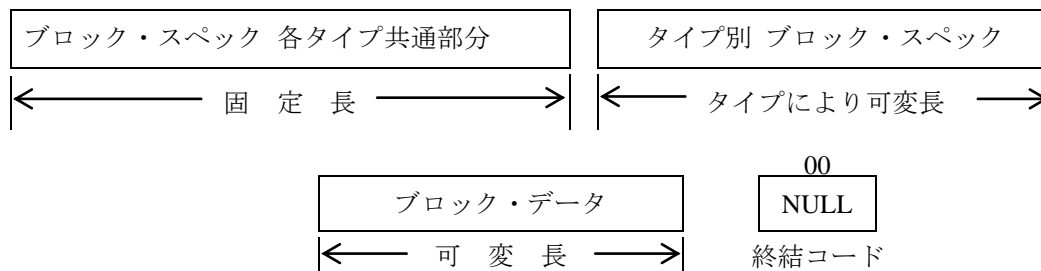 ブロック・スペック 各タイプ共通部分
タイプ別 ブロック・スペック
固 定 長
タイプにより可変長
00
ブロック・データ
NULL
可 変 長
終結コード